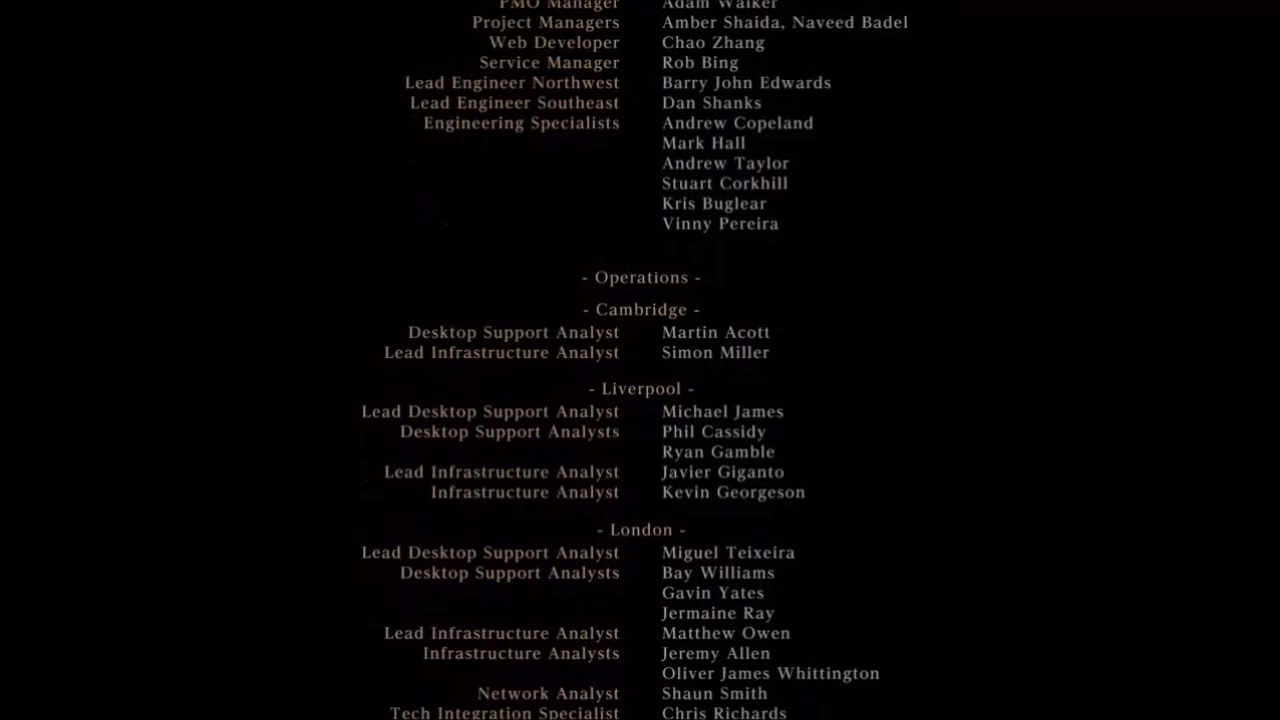 PMO Manager Adam Walker
Project Managers Amber Shaida, Naveed Badel
Web Developer Chao Zhang
Service Manager Rob Bing
Lead Engineer Northwest Barry John Edwards
Lead Engineer Southeast Dan Shanks
Engineering Specialists Andrew Copeland
Mark Hall
Andrew Taylor
Stuart Corkhill
Kris Buglear
Vinny Pereira
- Operations -
- Cambridge -
Desktop Support Analyst Martin Acott
Lead Infrastructure Analyst Simon Miller
- Liverpool -
Lead Desktop Support Analyst Michael James
Desktop Support Analysts Phil Cassidy
Ryan Gamble
Lead Infrastructure Analyst Javier Giganto
Infrastructure Analyst Kevin Georgeson
- London -
Lead Desktop Support Analyst Miguel Teixeira
Desktop Support Analysts Bay Williams
Gavin Yates
Jermaine Ray
Lead Infrastructure Analyst Matthew Owen
Infrastructure Analysts Jeremy Allen
Oliver James Whittington
Network Analyst Shaun Smith
Tech Integration Specialist Chris Richards